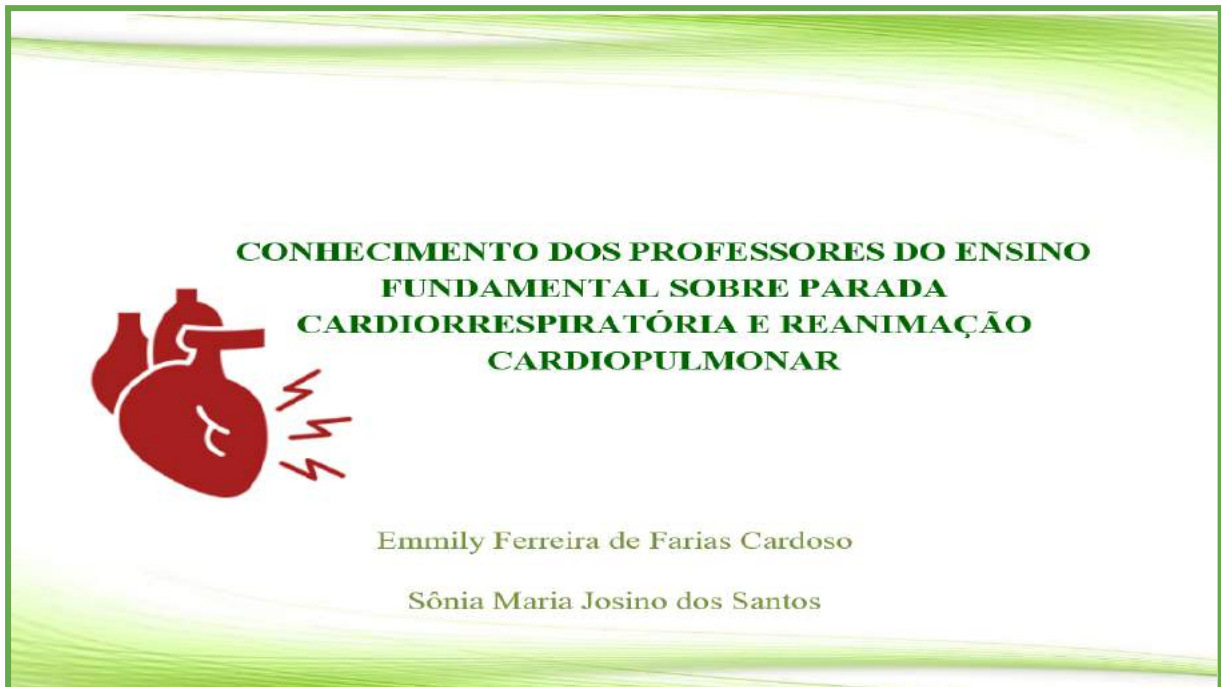 CONHECIMENTO DOS PROFESSORES DO ENSINO
FUNDAMENTAL SOBRE PARADA
CARDIORRESPIRATÓRIA E REANIMAÇÃO
CARDIOPULMONAR
Emmily Ferreira de Farias Cardoso
Sônia Maria Josino dos Santos